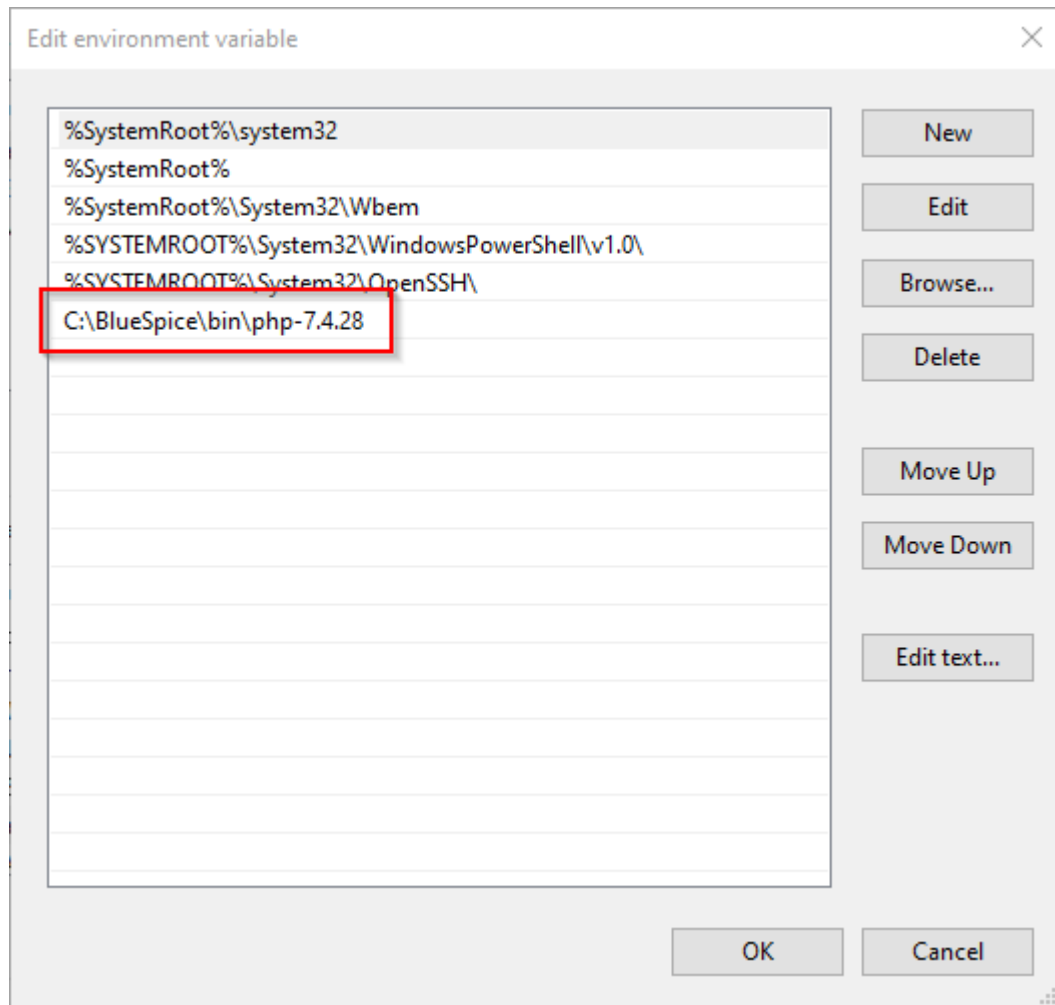 Edit environment variable
%SystemRoot%\system32
%SystemRoot%
%SystemRoot%\System32\Wbem
%SYSTEMROOT%\System32\WindowsPowerShell\v1.0\
%SYSTEMROOT%\System32\OpenSSH\
C:\BlueSpice\bin\php-7.4.28
New
Edit
Browse...
Delete
Move Up
Move Down
Edit text...
OK
Cancel